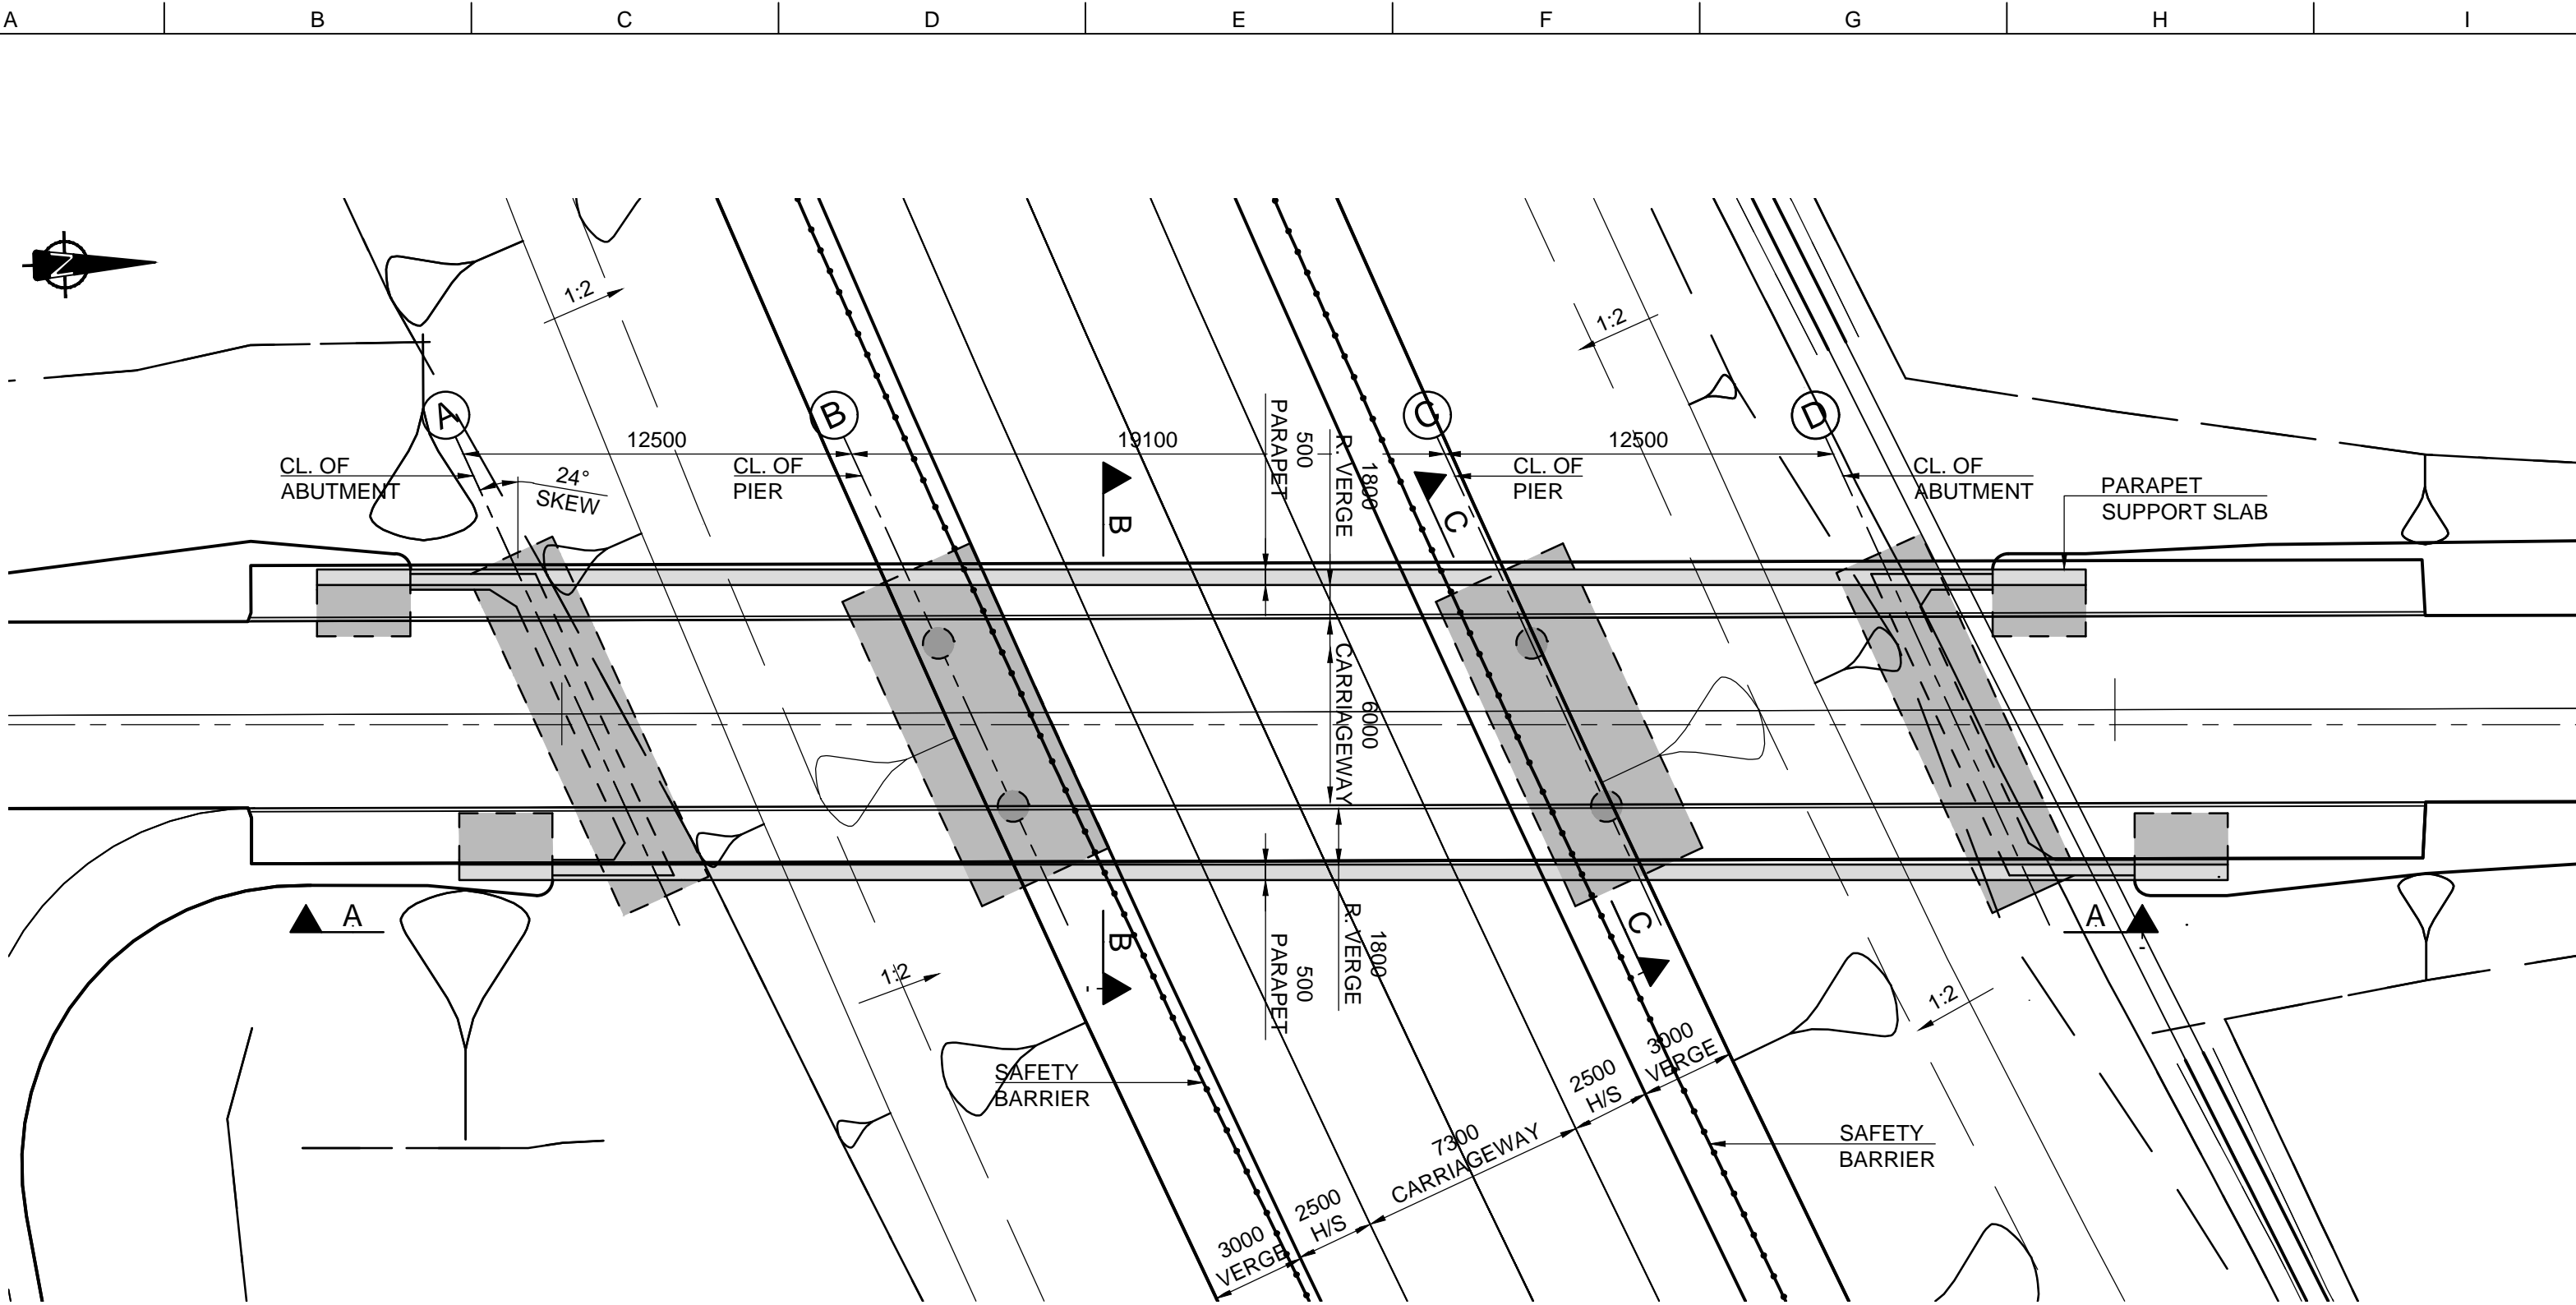 A B C D E F G H I
N
1:2
1:2
A B C D
12500 19100 12500
CL. OF
ABUTMENT
24°
SKEW
CL. OF
PIER
B
PARAPET
500
R. VERGE
1800
C
CL. OF
PIER
CL. OF
ABUTMENT
PARAPET
SUPPORT SLAB
CARRIAGEWAY
6000
A
B
PARAPET
500
R. VERGE
1800
C
A
1:2
1:2
SAFETY
BARRIER
3000
VERGE
2500
H/S
7300
CARRIAGEWAY
2500
H/S
3000
VERGE
SAFETY
BARRIER